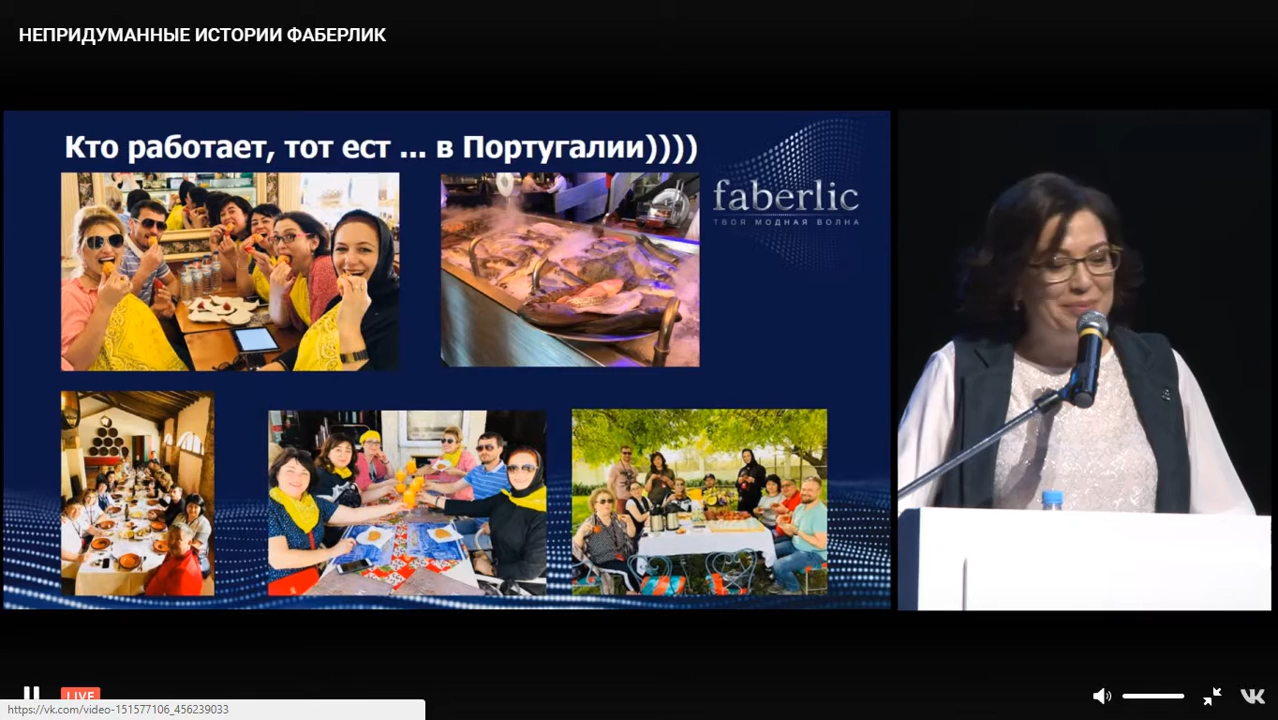 НЕПРИДУМАННЫЕ ИСТОРИИ ФАБЕРЛИК
Кто работает, тот ест ... в Португалии))))
faberlic
ТВОЯ МОДНАЯ ВОЛНА
LIVE
https://vk.com/video-151577106_456239033